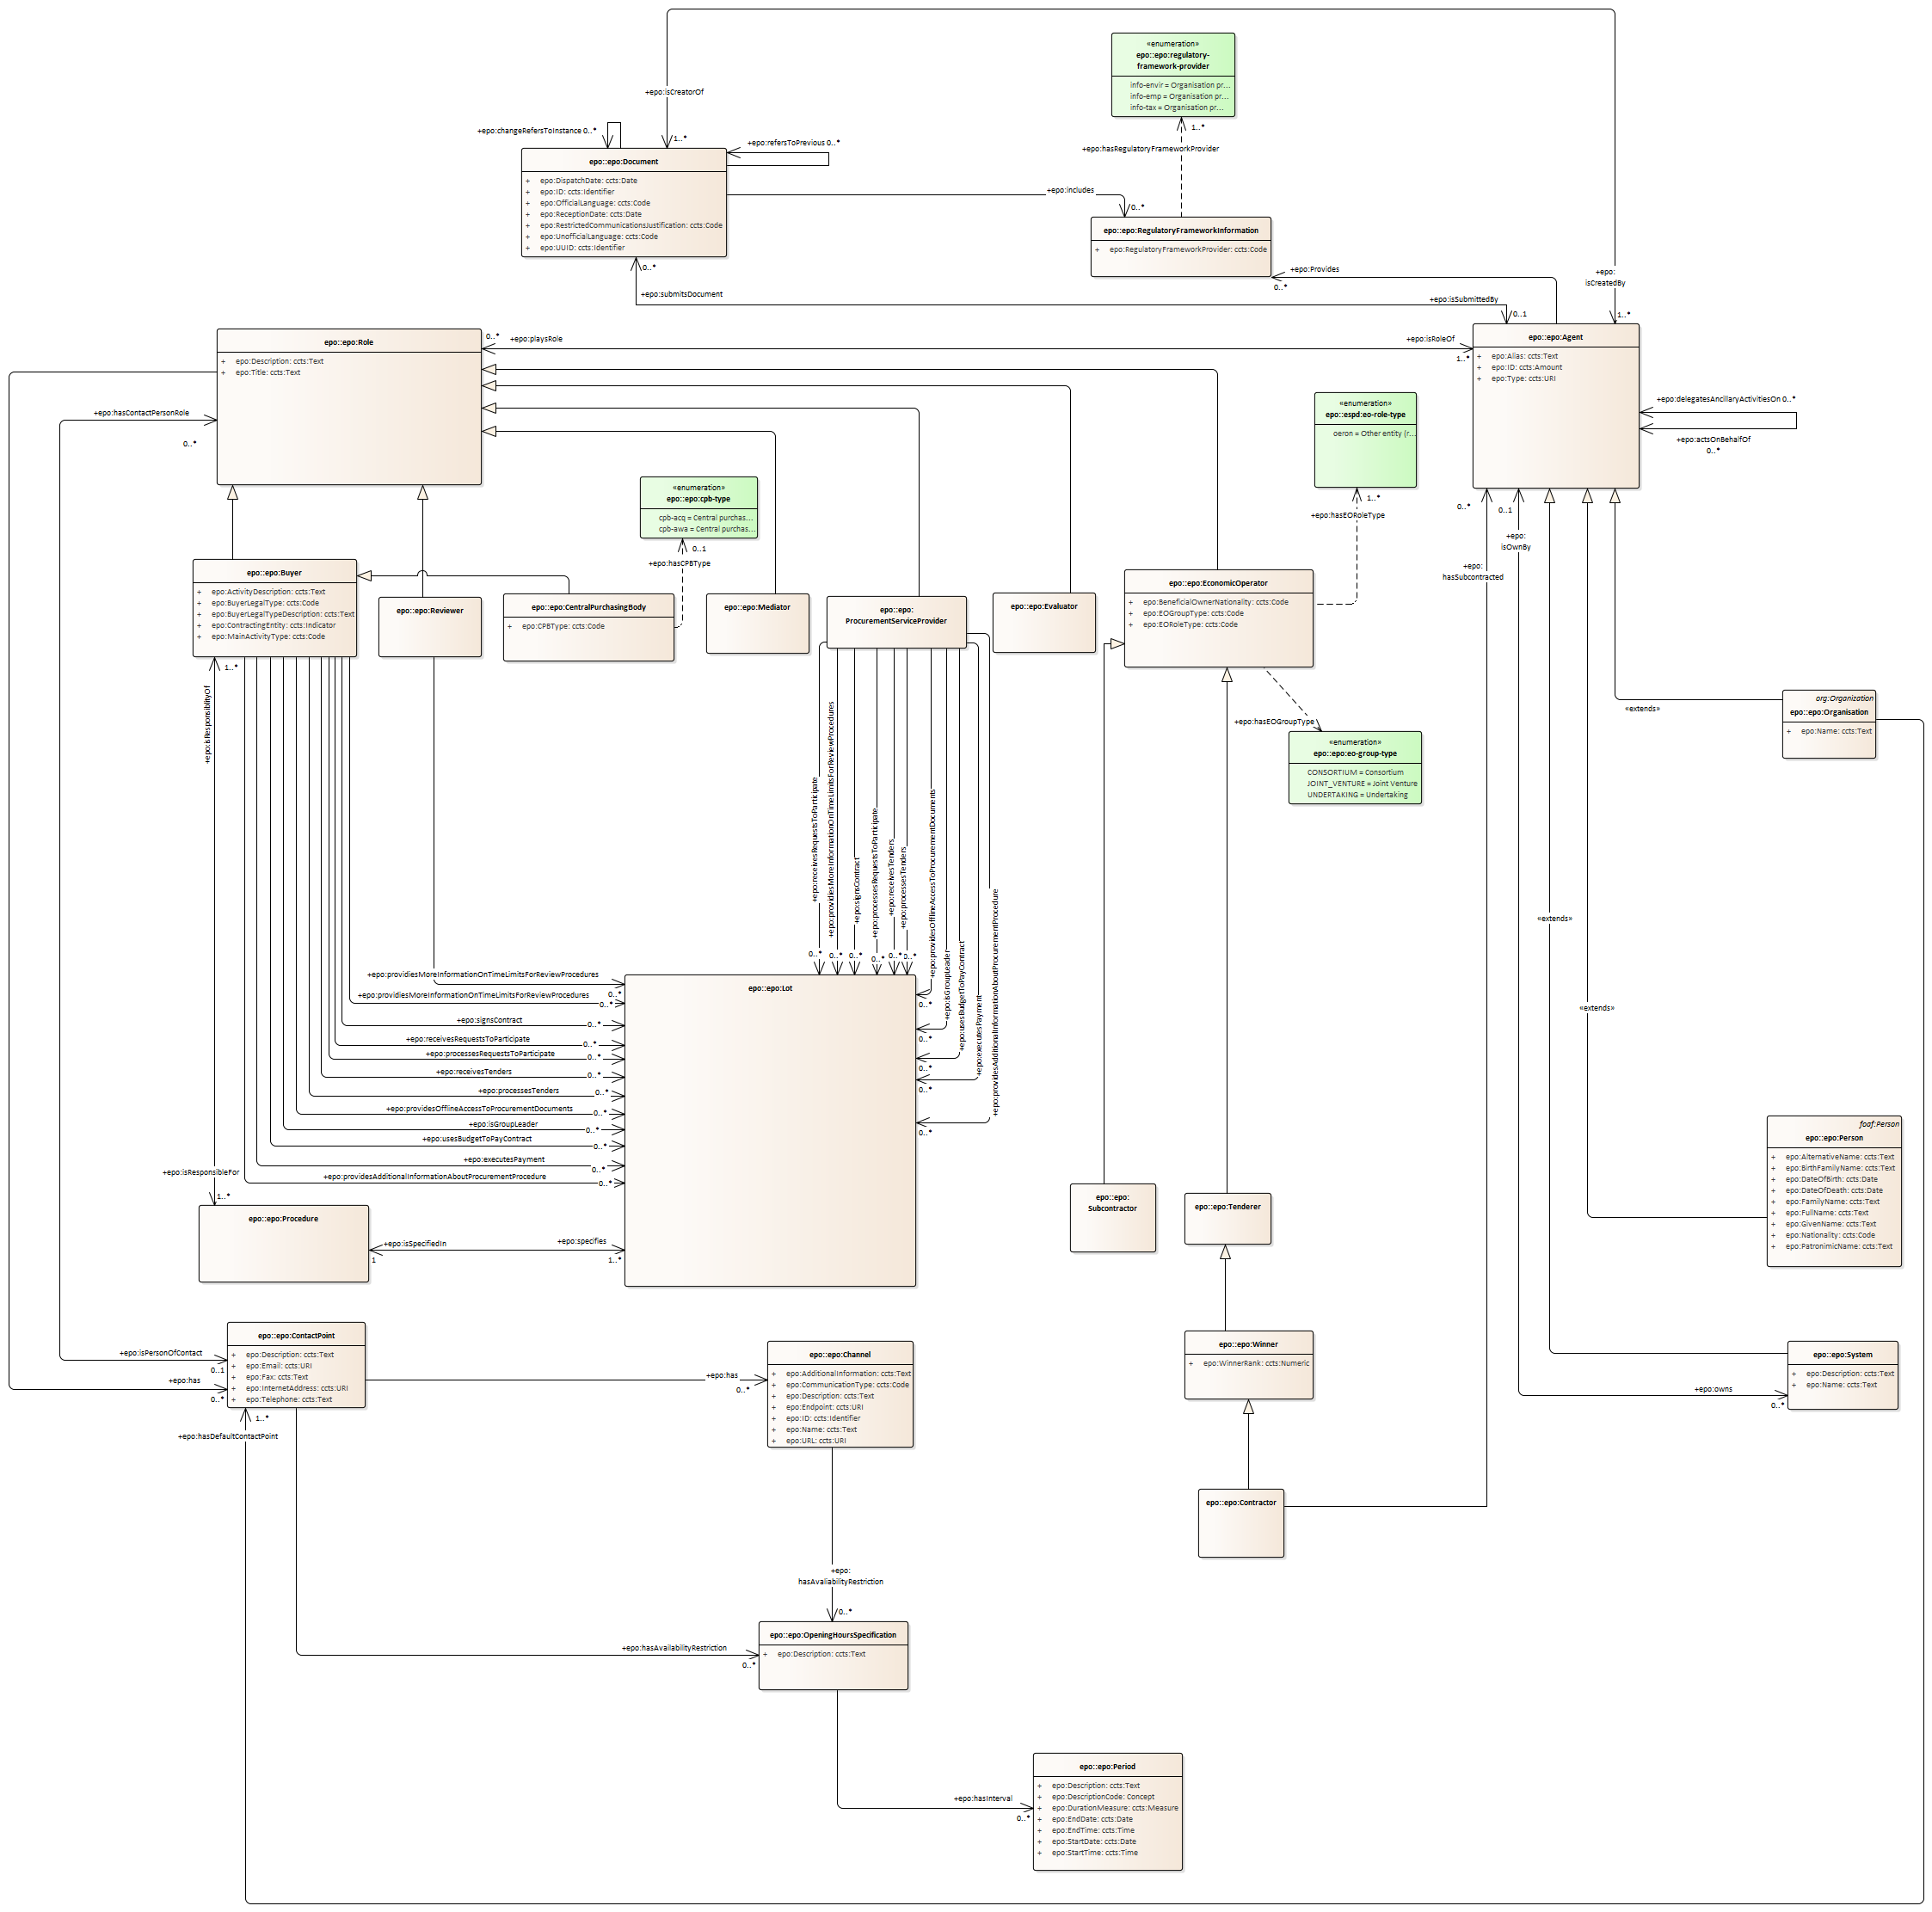 +epo:isCreatorOf
1..*
«enumeration»
epo::epo:regulatory-
framework-provider
info-envir = Organisation pr...
info-emp = Organisation pr...
info-tax = Organisation pr...
1..*
+epo:hasRegulatoryFrameworkProvider
+epo:changeRefersToInstance 0..*
+epo:refersToPrevious 0..*
epo::epo:Document
+ epo:DispatchDate: ccts:Date
+ epo:ID: ccts:Identifier
+ epo:OfficialLanguage: ccts:Code
+ epo:ReceptionDate: ccts:Date
+ epo:RestrictedCommunicationsJustification: ccts:Code
+ epo:UnofficialLanguage: ccts:Code
+ epo:UUID: ccts:Identifier
+epo:includes
0..*
epo::epo:RegulatoryFrameworkInformation
+ epo:RegulatoryFrameworkProvider: ccts:Code
+epo:Provides
0..*
+epo:
isCreatedBy
1..*
0..*
+epo:submitsDocument
+epo:isSubmittedBy
0..1
epo::epo:Role
+ epo:Description: ccts:Text
+ epo:Title: ccts:Text
0..*
+epo:playsRole
+epo:isRoleOf
1..*
epo::epo:Agent
+ epo:Alias: ccts:Text
+ epo:ID: ccts:Amount
+ epo:Type: ccts:URI
+epo:delegatesAncillaryActivitiesOn 0..*
+epo:actsOnBehalfOf
0..*
+epo:hasContactPersonRole
0..*
«enumeration»
epo::espd:eo-role-type
oeron = Other entity (r...
1..*
+epo:hasEORoleType
«enumeration»
epo::epo:cpb-type
cpb-acq = Central purchas...
cpb-awa = Central purchas...
0..1
+epo:hasCPBType
0..*
+epo:
hasSubcontracted
0..1
+epo:
isOwnBy
epo::epo:Buyer
+ epo:ActivityDescription: ccts:Text
+ epo:BuyerLegalType: ccts:Code
+ epo:BuyerLegalTypeDescription: ccts:Text
+ epo:ContractingEntity: ccts:Indicator
+ epo:MainActivityType: ccts:Code
epo::epo:Reviewer
epo::epo:CentralPurchasingBody
+ epo:CPBType: ccts:Code
epo::epo:Mediator
epo::epo:
ProcurementServiceProvider
epo::epo:Evaluator
epo::epo:EconomicOperator
+ epo:BeneficialOwnerNationality: ccts:Code
+ epo:EOGroupType: ccts:Code
+ epo:EORoleType: ccts:Code
+epo:hasEOGroupType
«enumeration»
epo::epo:eo-group-type
CONSORTIUM = Consortium
JOINT_VENTURE = Joint Venture
UNDERTAKING = Undertaking
org:Organization
epo::epo:Organisation
+ epo:Name: ccts:Text
«extends»
«extends»
«extends»
1..*
+epo:isResponsiblityOf
+epo:receivesRequestsToParticipate
0..*
+epo:providiesMoreInformationOnTimeLimitsForReviewProcedures
0..*
+epo:signsContract
0..*
+epo:processesRequestsToParticipate
0..*
+epo:receivesTenders
0..*
+epo:processesTenders
0..*
+epo:providesOfflineAccessToProcurementDocuments
0..*
+epo:isGroupLeader
0..*
+epo:usesBudgetToPayContract
0..*
+epo:executesPayment
0..*
+epo:providesAdditionalInformationAboutProcurementProcedure
0..*
epo::epo:Lot
+epo:providiesMoreInformationOnTimeLimitsForReviewProcedures
0..*
+epo:providiesMoreInformationOnTimeLimitsForReviewProcedures
0..*
+epo:signsContract
0..*
+epo:receivesRequestsToParticipate
0..*
+epo:processesRequestsToParticipate
0..*
+epo:receivesTenders
0..*
+epo:processesTenders
0..*
+epo:providesOfflineAccessToProcurementDocuments
0..*
+epo:isGroupLeader
0..*
+epo:usesBudgetToPayContract
0..*
+epo:executesPayment
0..*
+epo:providesAdditionalInformationAboutProcurementProcedure
0..*
+epo:isResponsibleFor
1..*
epo::epo:Procedure
+epo:isSpecifiedIn
1
+epo:specifies
1..*
epo::epo:
Subcontractor
epo::epo:Tenderer
foaf:Person
epo::epo:Person
+ epo:AlternativeName: ccts:Text
+ epo:BirthFamilyName: ccts:Text
+ epo:DateOfBirth: ccts:Date
+ epo:DateOfDeath: ccts:Date
+ epo:FamilyName: ccts:Text
+ epo:FullName: ccts:Text
+ epo:GivenName: ccts:Text
+ epo:Nationality: ccts:Code
+ epo:PatronimicName: ccts:Text
epo::epo:ContactPoint
+ epo:Description: ccts:Text
+ epo:Email: ccts:URI
+ epo:Fax: ccts:Text
+ epo:InternetAddress: ccts:URI
+ epo:Telephone: ccts:Text
+epo:isPersonOfContact
0..1
+epo:has
0..*
1..*
+epo:hasDefaultContactPoint
+epo:has
0..*
epo::epo:Channel
+ epo:AdditionalInformation: ccts:Text
+ epo:CommunicationType: ccts:Code
+ epo:Description: ccts:Text
+ epo:Endpoint: ccts:URI
+ epo:ID: ccts:Identifier
+ epo:Name: ccts:Text
+ epo:URL: ccts:URI
epo::epo:Winner
+ epo:WinnerRank: ccts:Numeric
epo::epo:System
+ epo:Description: ccts:Text
+ epo:Name: ccts:Text
+epo:owns
0..*
epo::epo:Contractor
+epo:
hasAvaliabilityRestriction
0..*
epo::epo:OpeningHoursSpecification
+ epo:Description: ccts:Text
+epo:hasAvailabilityRestriction
0..*
epo::epo:Period
+ epo:Description: ccts:Text
+ epo:DescriptionCode: Concept
+ epo:DurationMeasure: ccts:Measure
+ epo:EndDate: ccts:Date
+ epo:EndTime: ccts:Time
+ epo:StartDate: ccts:Date
+ epo:StartTime: ccts:Time
+epo:hasInterval
0..*